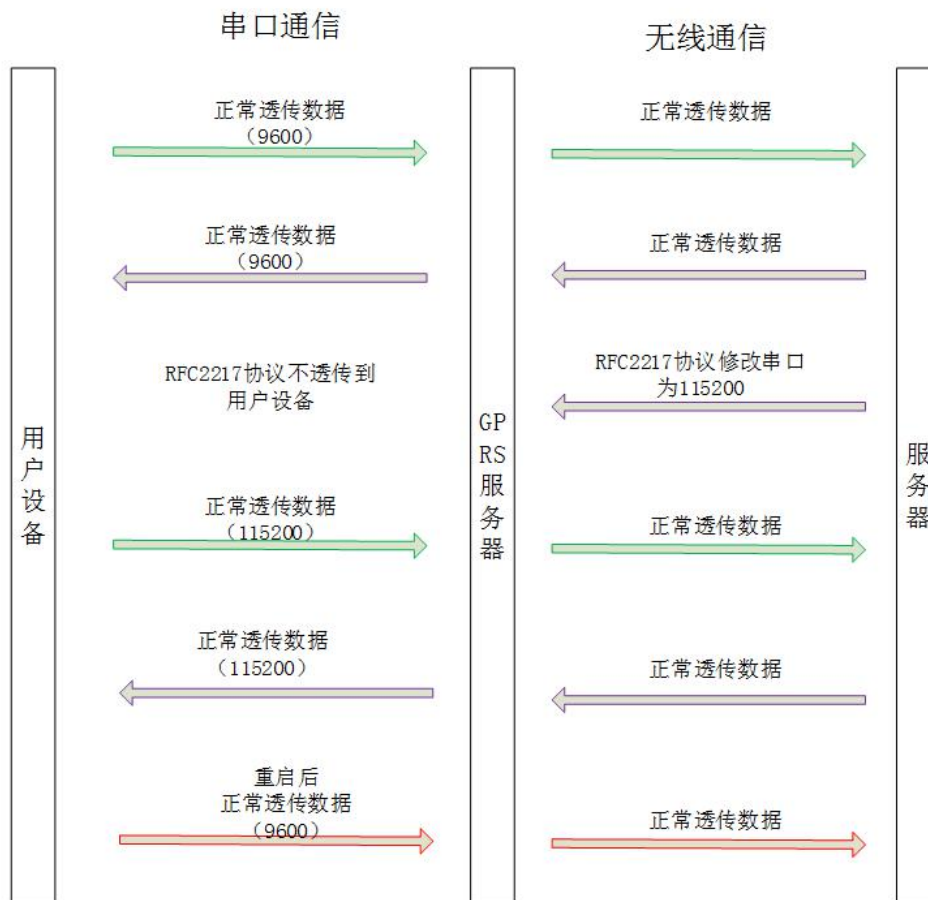 串口通信
无线通信
正常透传数据
（9600）
正常透传数据
正常透传数据
（9600）
正常透传数据
RFC2217协议不透传到
用户设备
RFC2217协议修改串口
为115200
用户设备
GP
RS
服务器
服务器
正常透传数据
（115200）
正常透传数据
正常透传数据
（115200）
正常透传数据
重启后
正常透传数据
（9600）
正常透传数据